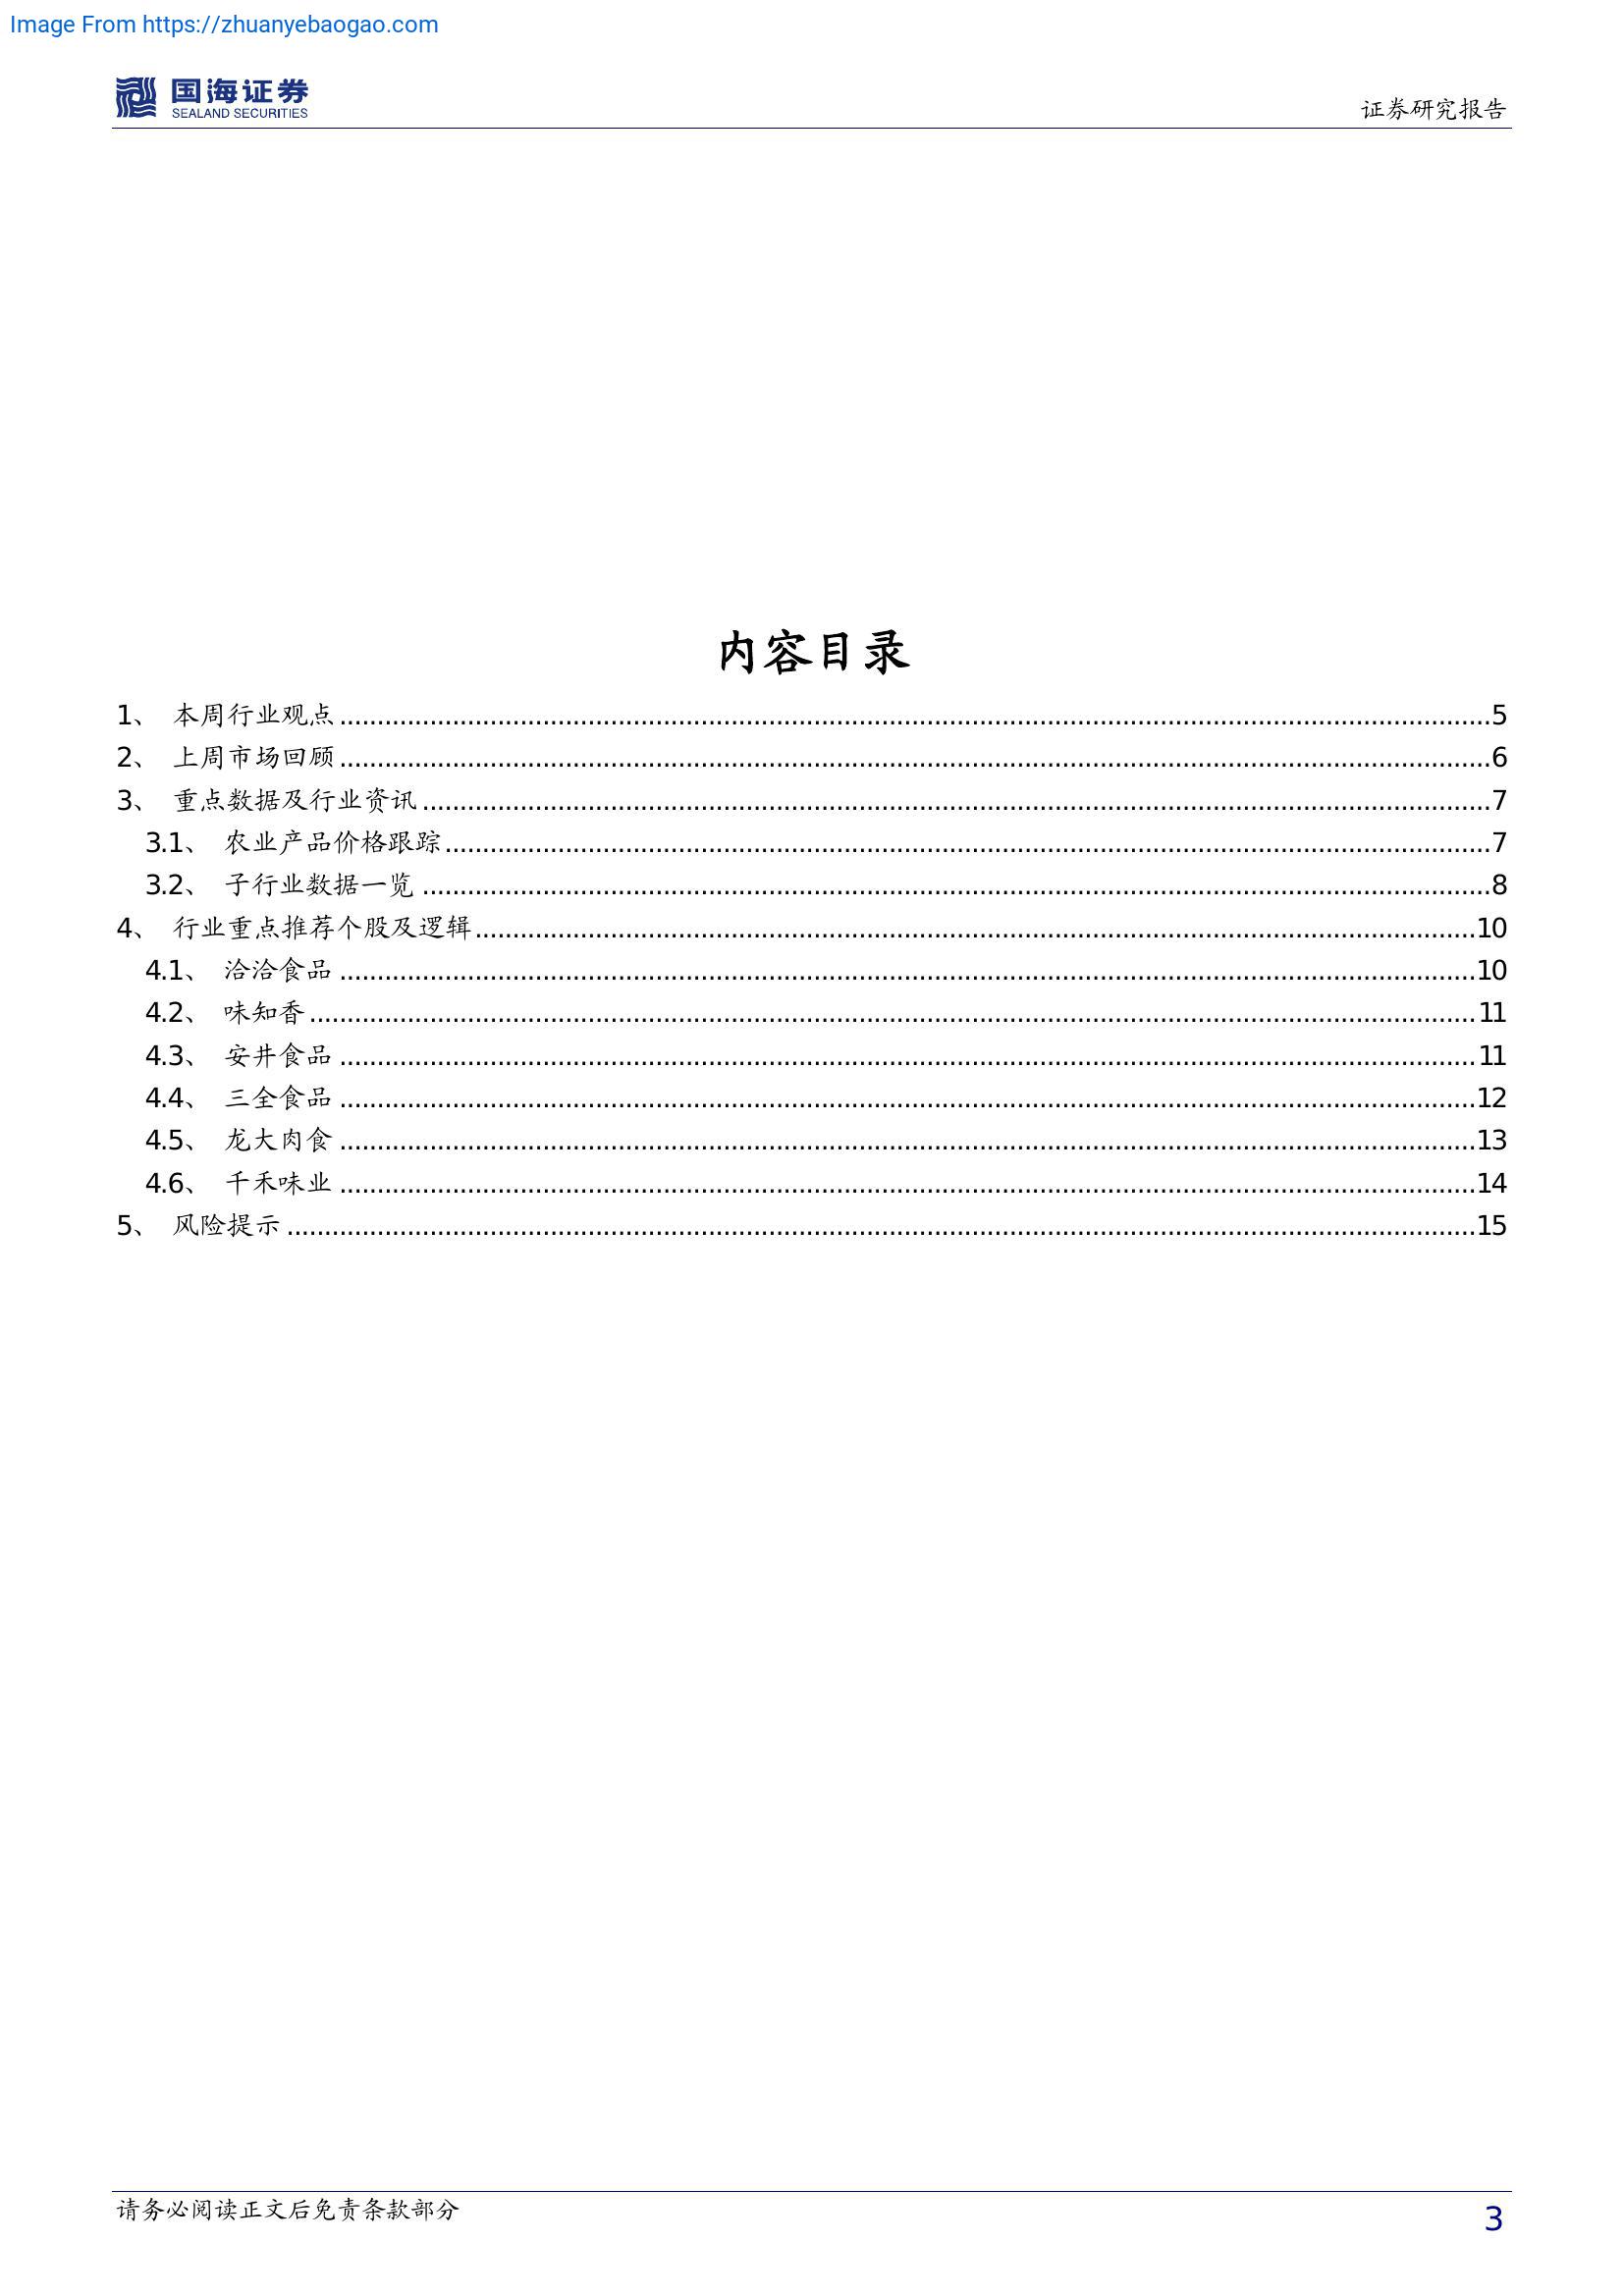 Image From https://zhuanyebaogao.com
国海证券
SEALAND SECURITIES
证券研究报告
内容目录
1、 本周行业观点 5
2、 上周市场回顾 6
3、 重点数据及行业资讯 7
3.1、 农业产品价格跟踪 7
3.2、 子行业数据一览 8
4、 行业重点推荐个股及逻辑 10
4.1、 洽洽食品 10
4.2、 味知香 11
4.3、 安井食品 11
4.4、 三全食品 12
4.5、 龙大肉食 13
4.6、 千禾味业 14
5、 风险提示 15
请务必阅读正文后免责条款部分
3